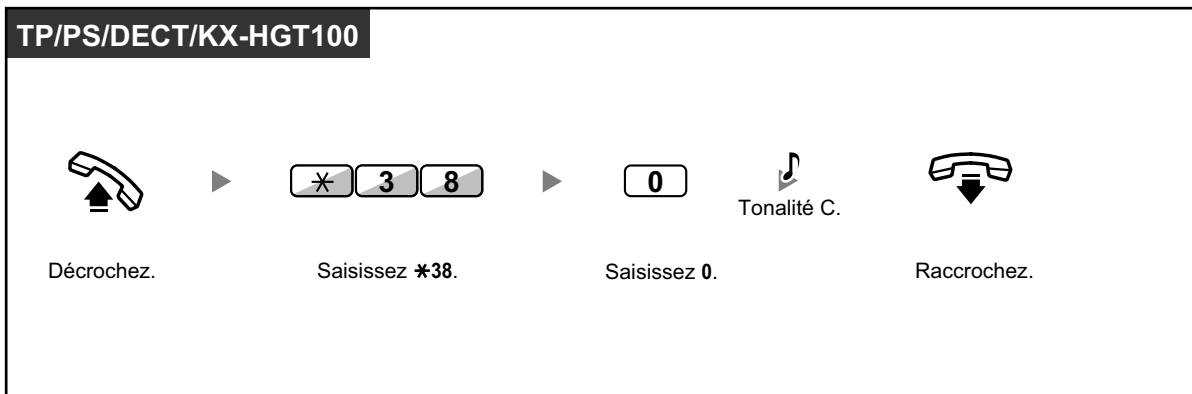 TP/PS/DECT/KX-HGT100
✳ 3 8
0
Tonalité C.
Décrochez.
Saisissez ✳38.
Saisissez 0.
Raccrochez.